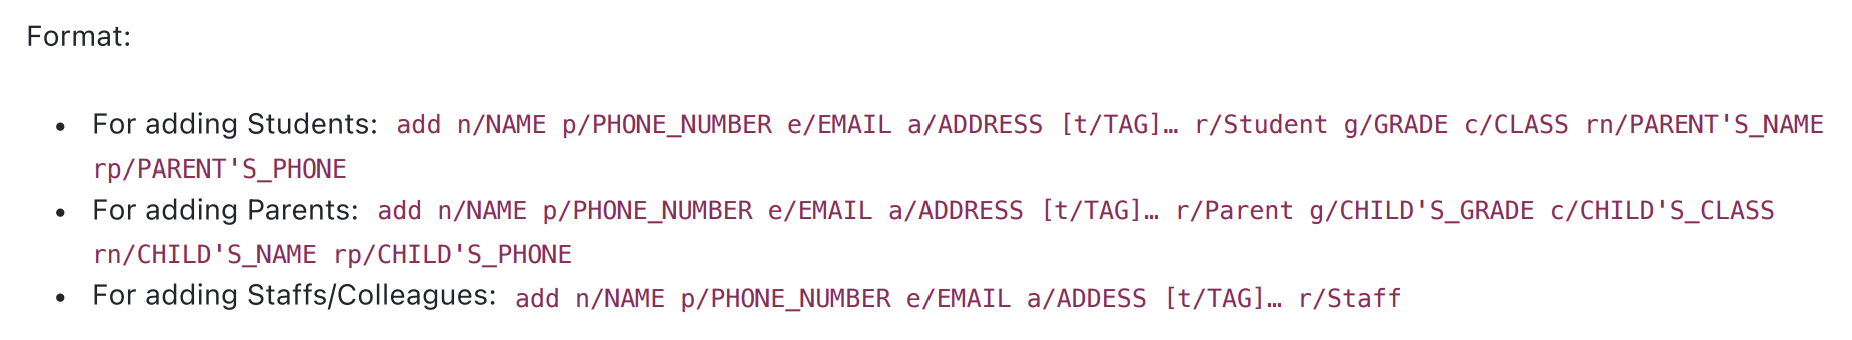 Format:
• For adding Students: add n/NAME p/PHONE_NUMBER e/EMAIL a/ADDRESS [t/TAG]… r/Student g/GRADE c/CLASS rn/PARENT'S_NAME
rp/PARENT'S_PHONE
• For adding Parents: add n/NAME p/PHONE_NUMBER e/EMAIL a/ADDRESS [t/TAG]… r/Parent g/CHILD'S_GRADE c/CHILD'S_CLASS
rn/CHILD'S_NAME rp/CHILD'S_PHONE
• For adding Staffs/Colleagues: add n/NAME p/PHONE_NUMBER e/EMAIL a/ADDESS [t/TAG]… r/Staff